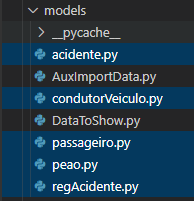 models
__pycache__
acidente.py
AuxImportData.py
condutorVeiculo.py
DataToShow.py
passageiro.py
peao.py
regAcidente.py